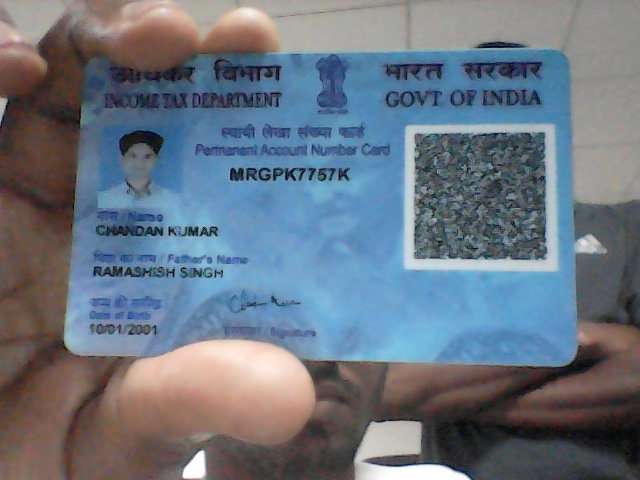 आयकर विभाग
INCOME TAX DEPARTMENT
भारत सरकार
GOVT. OF INDIA
स्थायी लेखा संख्या कार्ड
Permanent Account Number Card
MRGPK7757K
नाम / Name
CHANDAN KUMAR
पिता का नाम / Father's Name
RAMASHISH SINGH
जन्म की तारीख
Date of Birth
10/01/2001
हस्ताक्षर / Signature